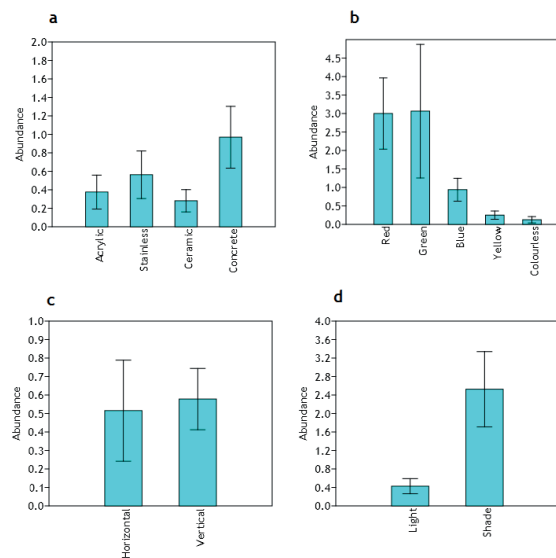 a
Abundance
2.0
1.8
1.6
1.4
1.2
1.0
0.8
0.6
0.4
0.2
0.0
Acrylic
Stainless
Ceramic
Concrete
b
Abundance
4.5
4.0
3.5
3.0
2.5
2.0
1.5
1.0
0.5
0.0
Red
Green
Blue
Yellow
Colourless
c
Abundance
1.0
0.9
0.8
0.7
0.6
0.5
0.4
0.3
0.2
0.1
0.0
Horizontal
Vertical
d
Abundance
4.0
3.6
3.2
2.8
2.4
2.0
1.6
1.2
0.8
0.4
0.0
Light
Shade